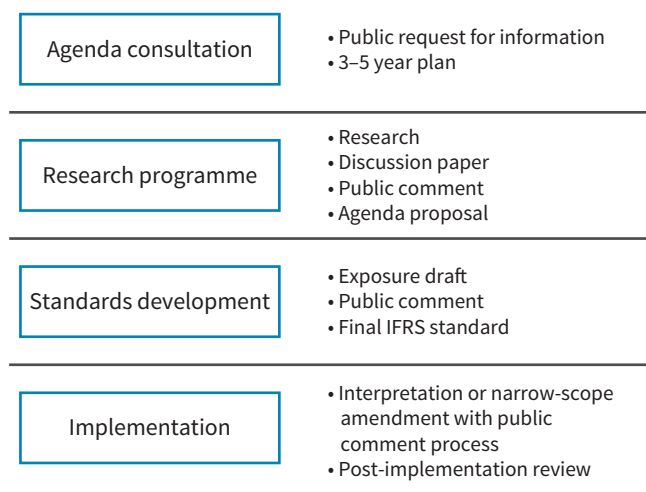 Agenda consultation
• Public request for information
• 3–5 year plan
Research programme
• Research
• Discussion paper
• Public comment
• Agenda proposal
Standards development
• Exposure draft
• Public comment
• Final IFRS standard
Implementation
• Interpretation or narrow-scope
amendment with public
comment process
• Post-implementation review